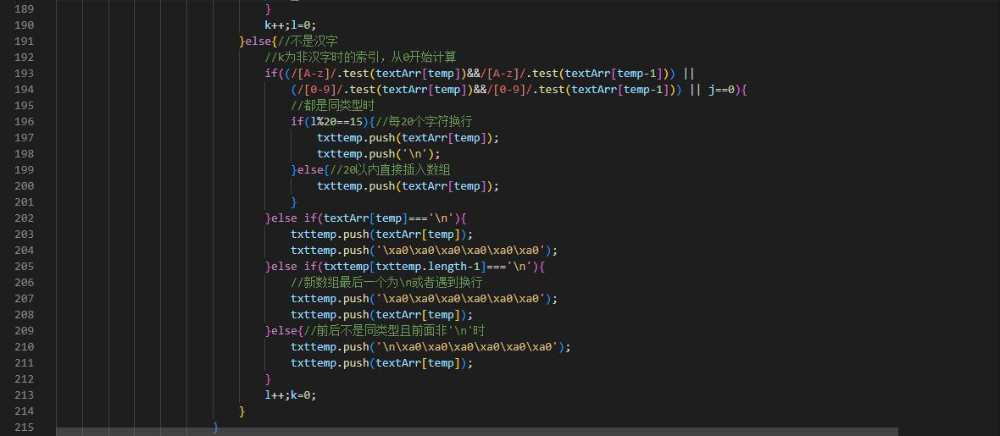 189 }
190 k++;l=0;
191 }else{//不是汉字
192 //k为非汉字时的索引，从0开始计算
193 if((/[A-z]/.test(textArr[temp])&&/[A-z]/.test(textArr[temp-1])) ||
194 (/[0-9]/.test(textArr[temp])&&/[0-9]/.test(textArr[temp-1])) || j==0){
195 //都是同类型时
196 if(l%20==15){//每20个字符换行
197 txttemp.push(textArr[temp]);
198 txttemp.push('\n');
199 }else{//20以内直接插入数组
200 txttemp.push(textArr[temp]);
201 }
202 }else if(textArr[temp]==='\n'){
203 txttemp.push(textArr[temp]);
204 txttemp.push('\xa0\xa0\xa0\xa0\xa0\xa0');
205 }else if(txttemp[txttemp.length-1]==='\n'){
206 //新数组最后一个为\n或者遇到换行
207 txttemp.push('\xa0\xa0\xa0\xa0\xa0\xa0');
208 txttemp.push(textArr[temp]);
209 }else{//前后不是同类型且前面非'\n'时
210 txttemp.push('\n\xa0\xa0\xa0\xa0\xa0\xa0');
211 txttemp.push(textArr[temp]);
212 }
213 l++;k=0;
214 }
215 }